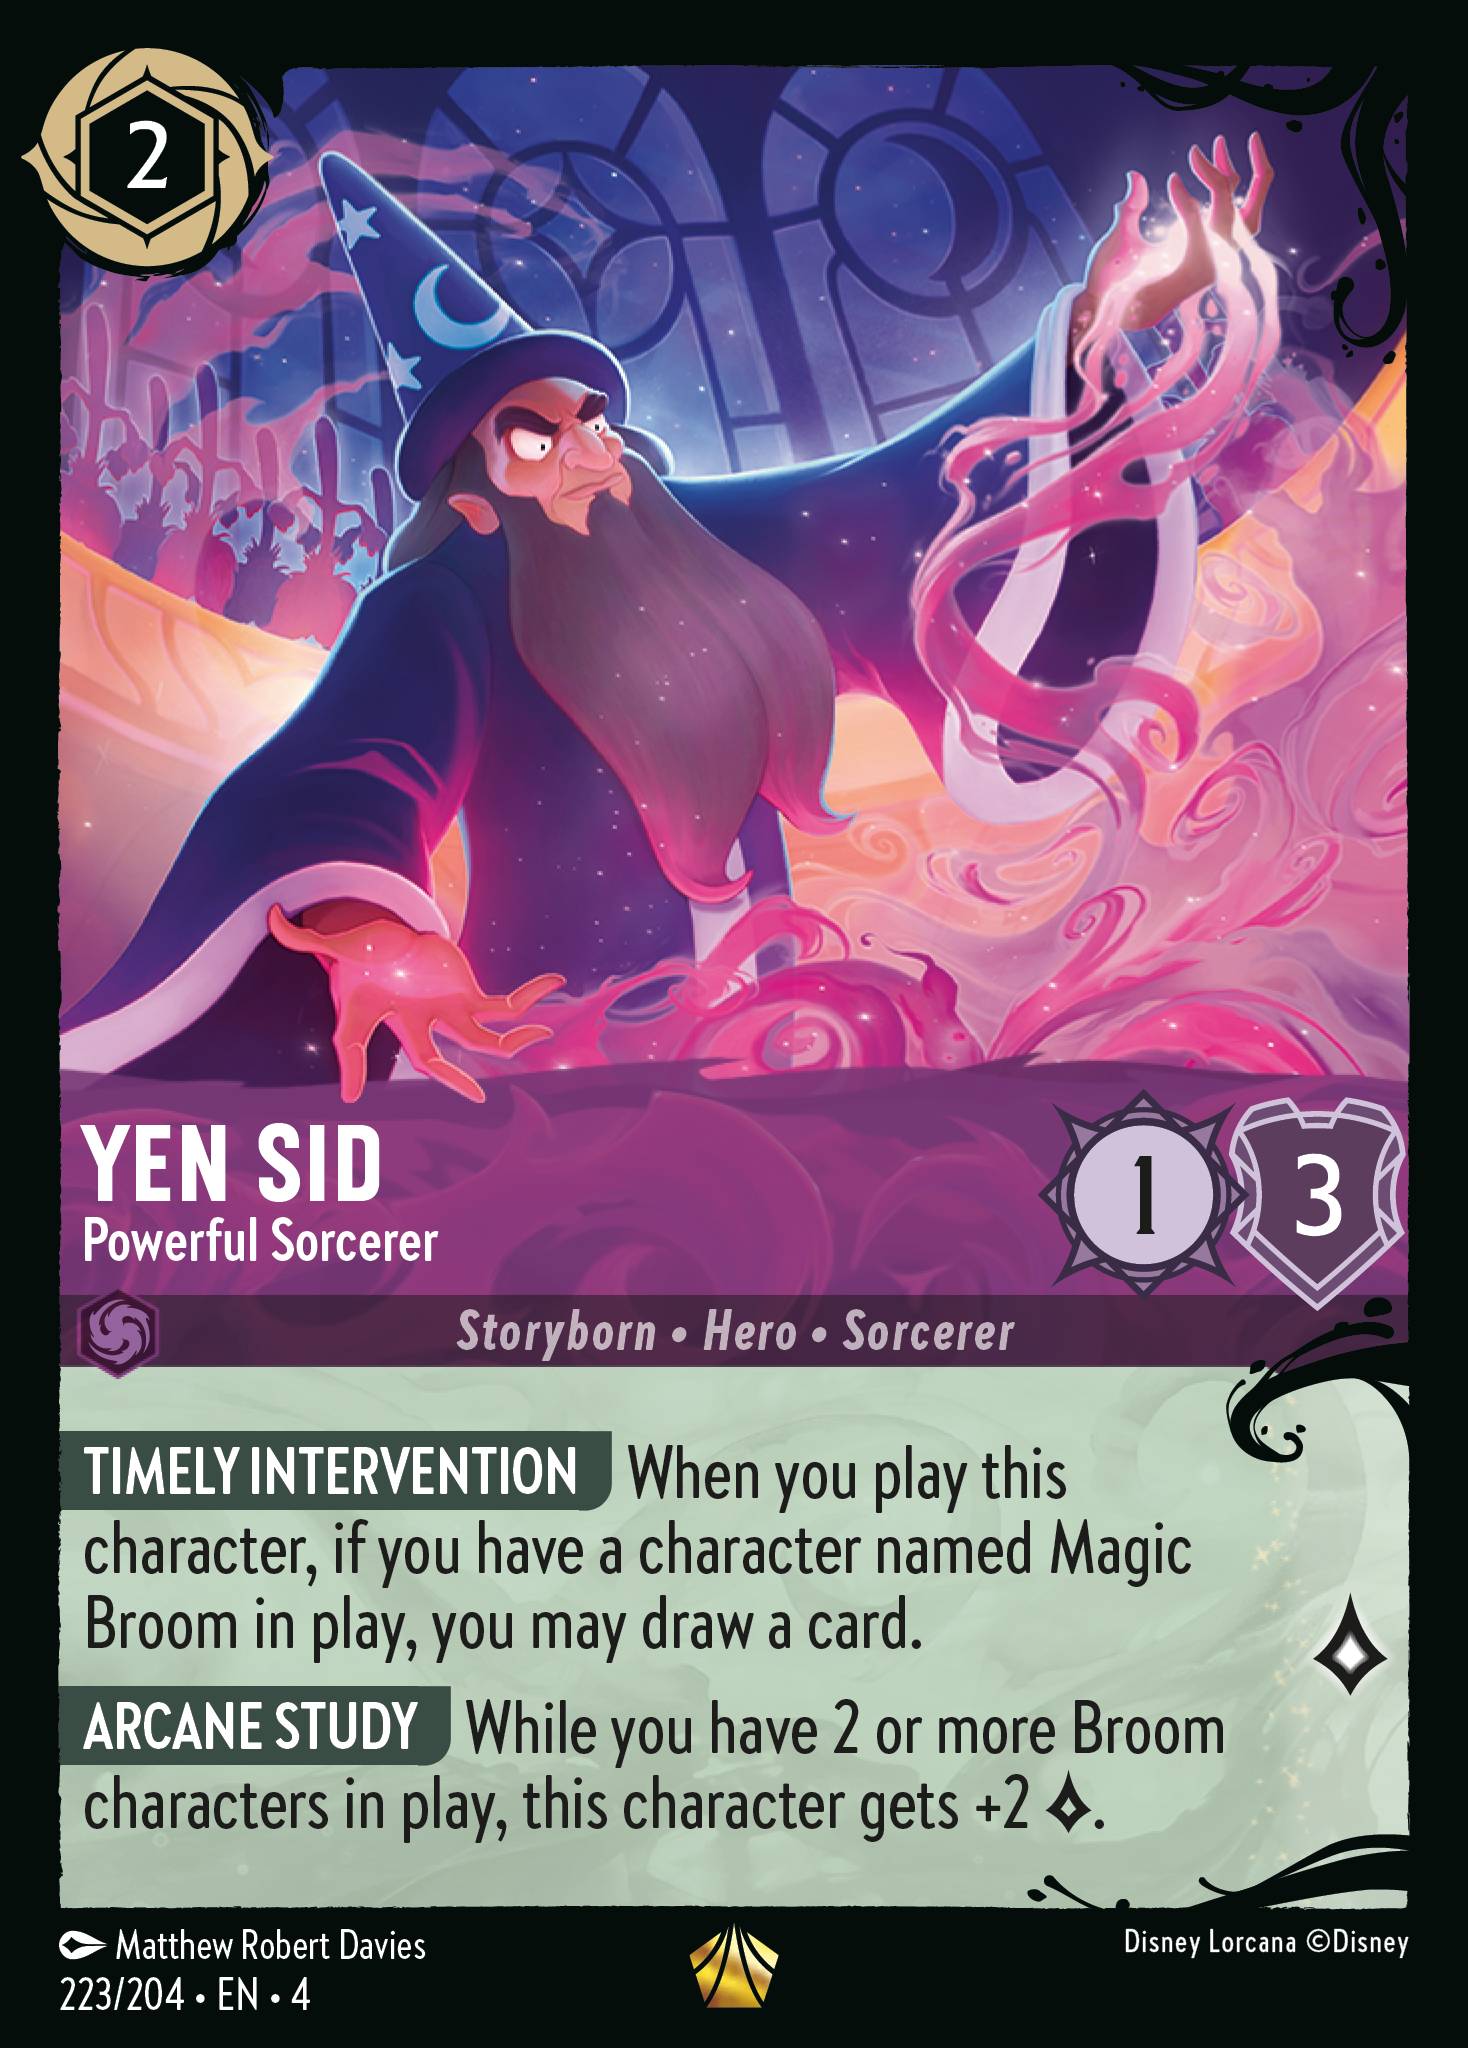 2
YEN SID
Powerful Sorcerer
1
3
Storyborn • Hero • Sorcerer
TIMELY INTERVENTION When you play this
character, if you have a character named Magic
Broom in play, you may draw a card.
ARCANE STUDY While you have 2 or more Broom
characters in play, this character gets +2 .
Matthew Robert Davies
Disney Lorcana ©Disney
223/204 • EN • 4